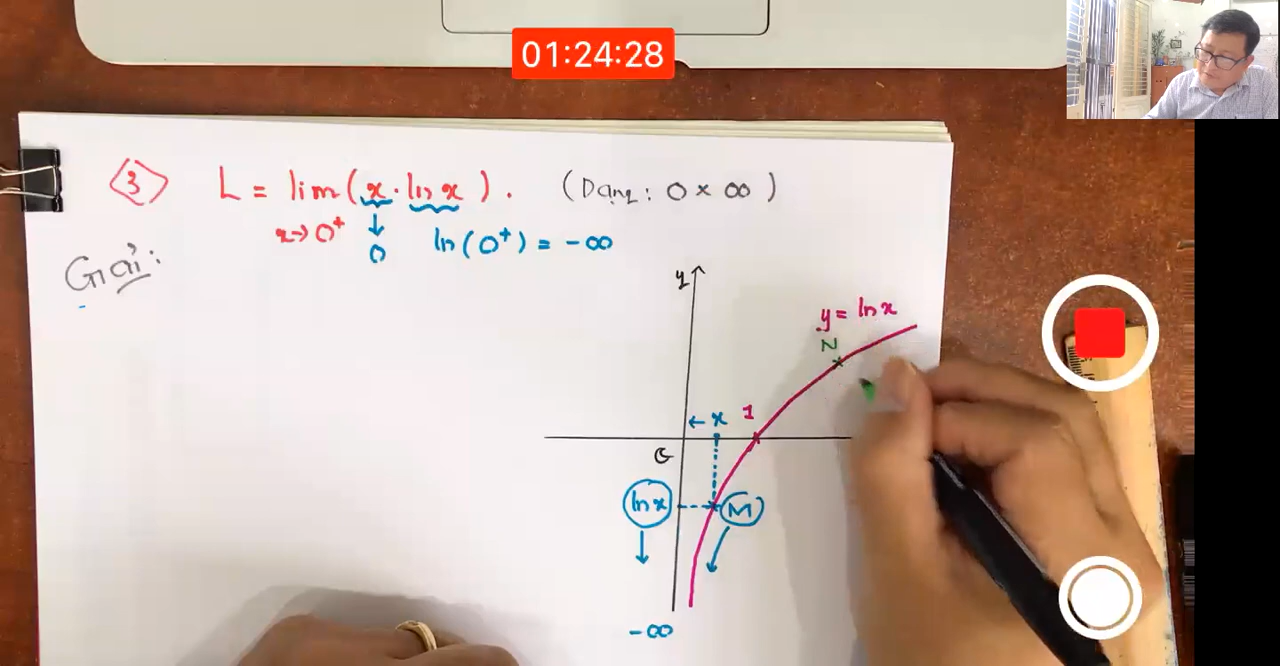 01:24:28
3 L = lim (x . ln x) . (Dạng : 0 × ∞)
x→0⁺ ↓ ln(0⁺) = -∞
0
Giải :
y
y = ln x
N
← x 1
O
ln x M
↓
-∞